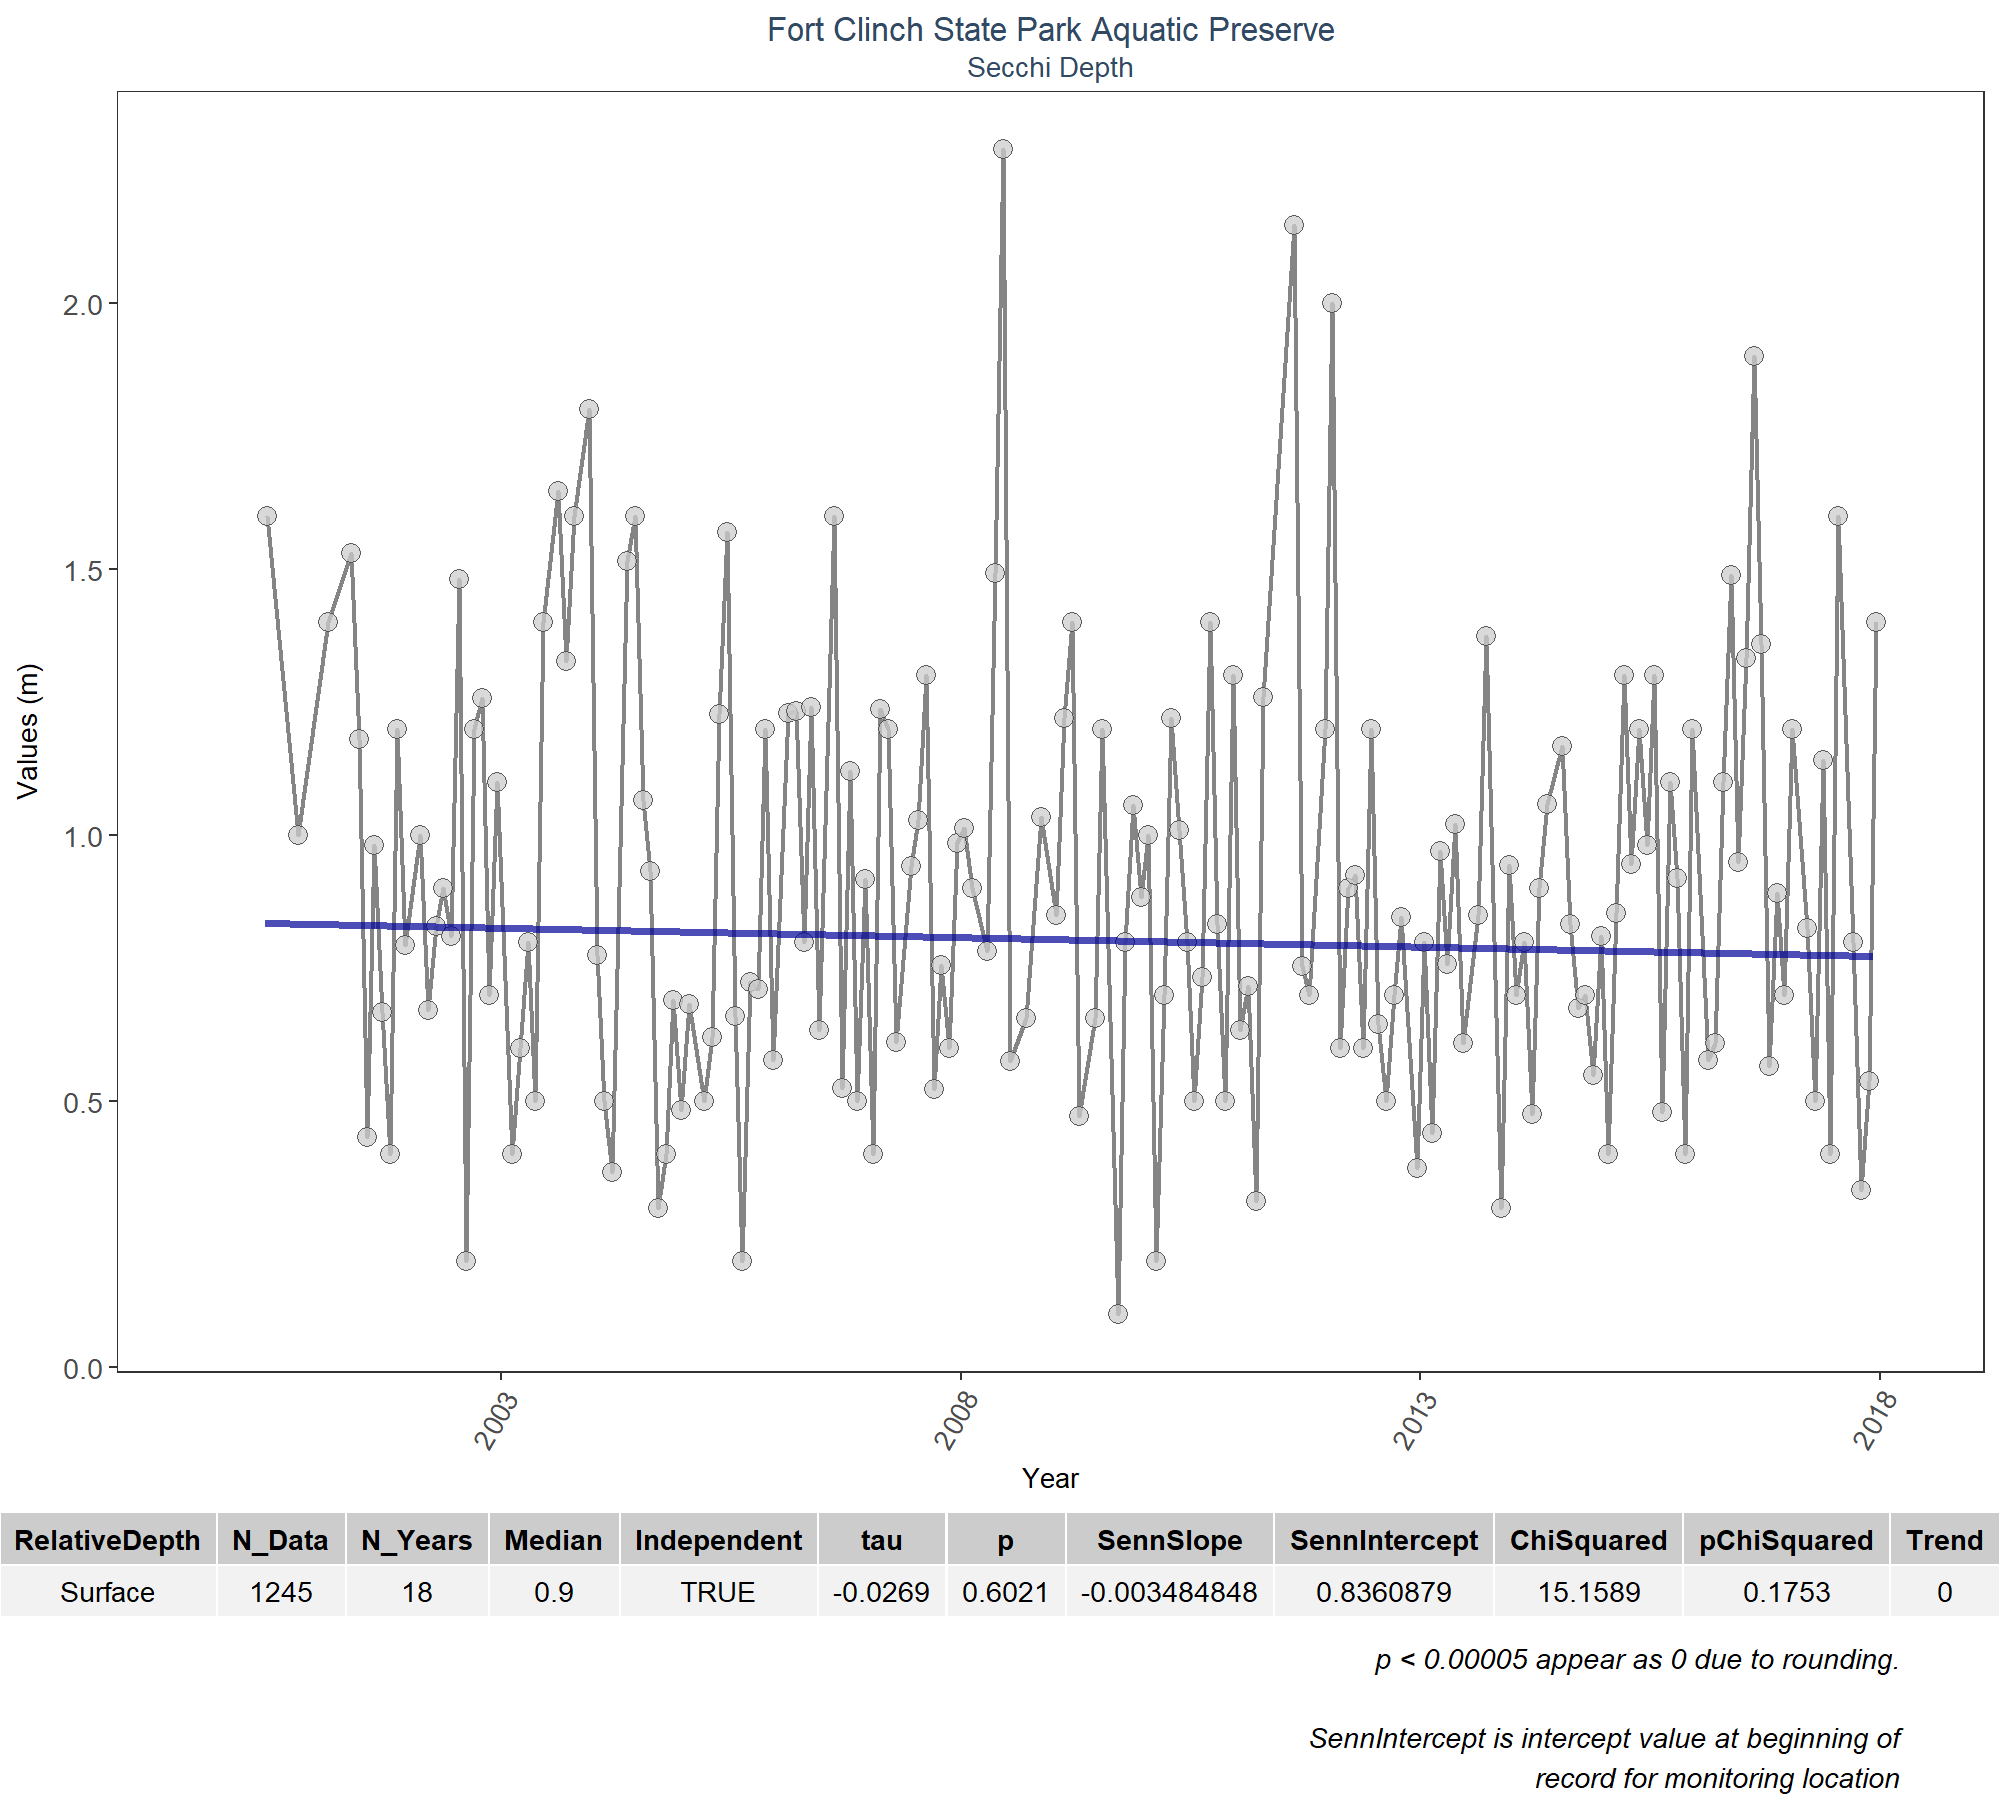 Fort Clinch State Park Aquatic Preserve
Secchi Depth
Values (m)
2.0
1.5
1.0
0.5
0.0
2003 2008 2013 2018
Year
RelativeDepth N_Data N_Years Median Independent tau p SennSlope SennIntercept ChiSquared pChiSquared Trend
Surface 1245 18 0.9 TRUE -0.0269 0.6021 -0.003484848 0.8360879 15.1589 0.1753 0
p < 0.00005 appear as 0 due to rounding.
SennIntercept is intercept value at beginning of
record for monitoring location